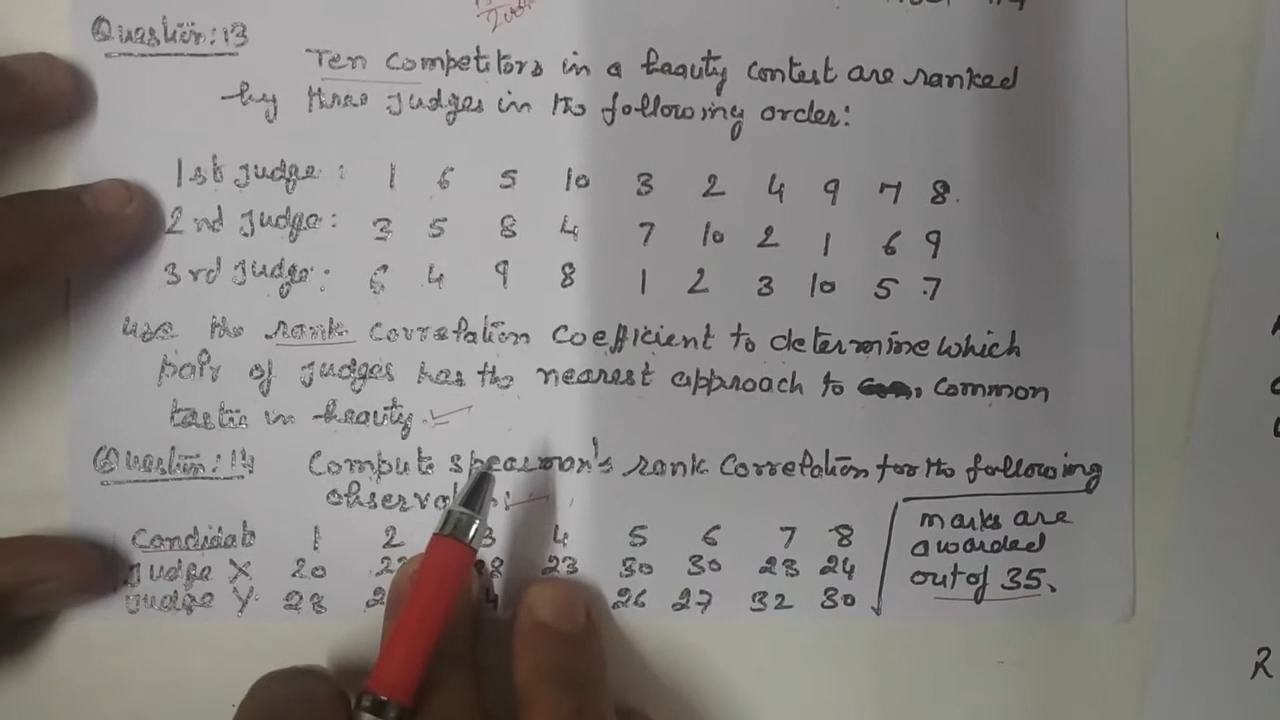 Question: 13
Ten competitors in a beauty contest are ranked
by three judges in the following order:
1st judge: 1 6 5 10 3 2 4 9 7 8.
2nd judge: 3 5 8 4 7 10 2 1 6 9
3rd judge: 6 4 9 8 1 2 3 10 5 7
use the rank correlation coefficient to determine which
pair of judges has the nearest approach to common
taste in beauty.
Question: 14 Compute Spearman's rank correlation for the following
Candidate 1 2 3 4 5 6 7 8
Judge X 20 23 30 30 23 24
Judge Y. 28 26 27 32 30
marks are
awarded
out of 35.
R